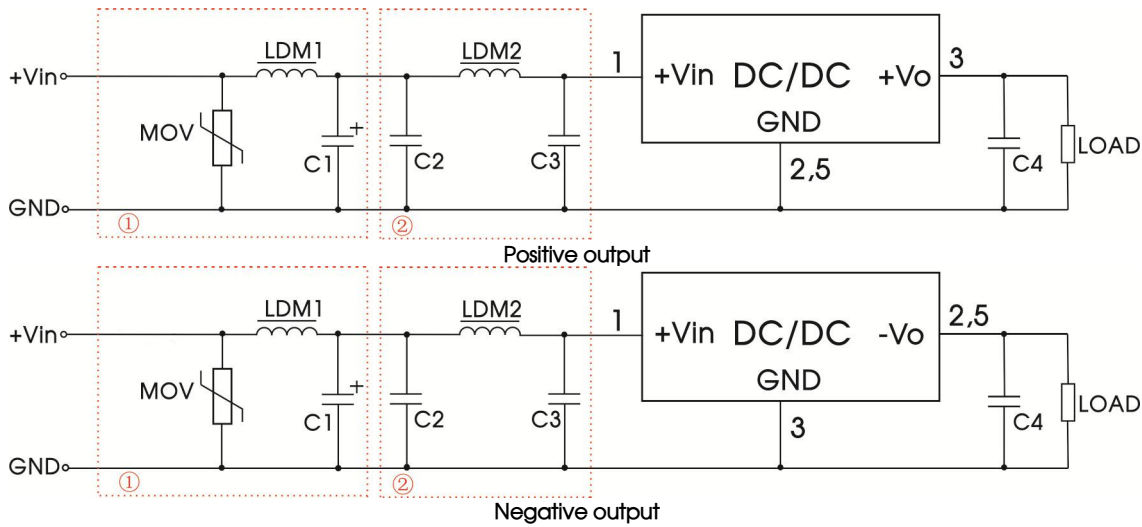 LDM1
LDM2
+Vin
1
+Vin
DC/DC
+Vo
3
GND
MOV
+
C1
C2
C3
2,5
C4
LOAD
GND
①
②
Positive output
LDM1
LDM2
+Vin
1
+Vin
DC/DC
-Vo
2,5
GND
MOV
+
C1
C2
C3
3
C4
LOAD
GND
①
②
Negative output